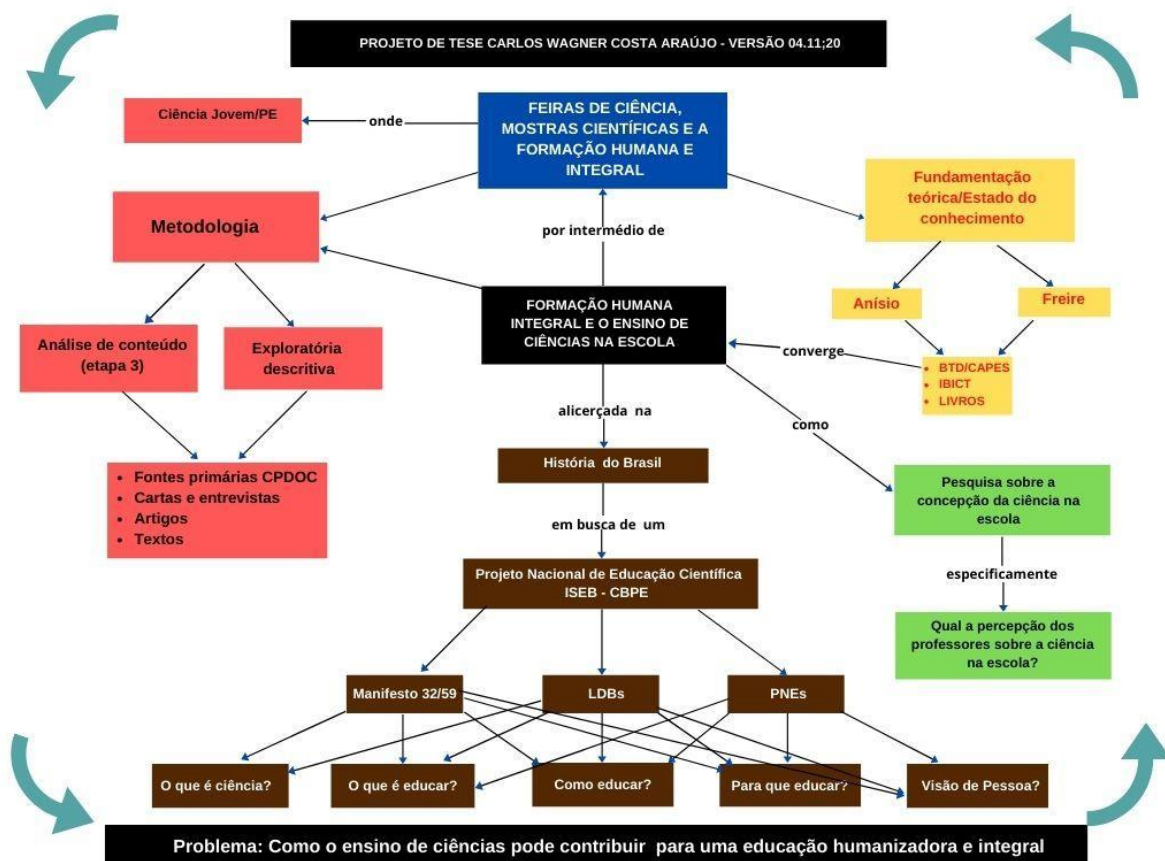 PROJETO DE TESE CARLOS WAGNER COSTA ARAÚJO - VERSÃO 04.11;20
Ciência Jovem/PE
onde
FEIRAS DE CIÊNCIA,
MOSTRAS CIENTÍFICAS E A
FORMAÇÃO HUMANA E
INTEGRAL
Fundamentação
teórica/Estado do
conhecimento
Metodologia
por intermédio de
Anísio
Freire
FORMAÇÃO HUMANA
INTEGRAL E O ENSINO DE
CIÊNCIAS NA ESCOLA
Análise de conteúdo
(etapa 3)
Exploratória
descritiva
converge
• BTD/CAPES
• IBICT
• LIVROS
alicerçada na
como
História do Brasil
• Fontes primárias CPDOC
• Cartas e entrevistas
• Artigos
• Textos
Pesquisa sobre a
concepção da ciência na
escola
em busca de um
Projeto Nacional de Educação Científica
ISEB - CBPE
especificamente
Qual a percepção dos
professores sobre a ciência
na escola?
Manifesto 32/59
LDBs
PNEs
O que é ciência?
O que é educar?
Como educar?
Para que educar?
Visão de Pessoa?
Problema: Como o ensino de ciências pode contribuir para uma educação humanizadora e integral